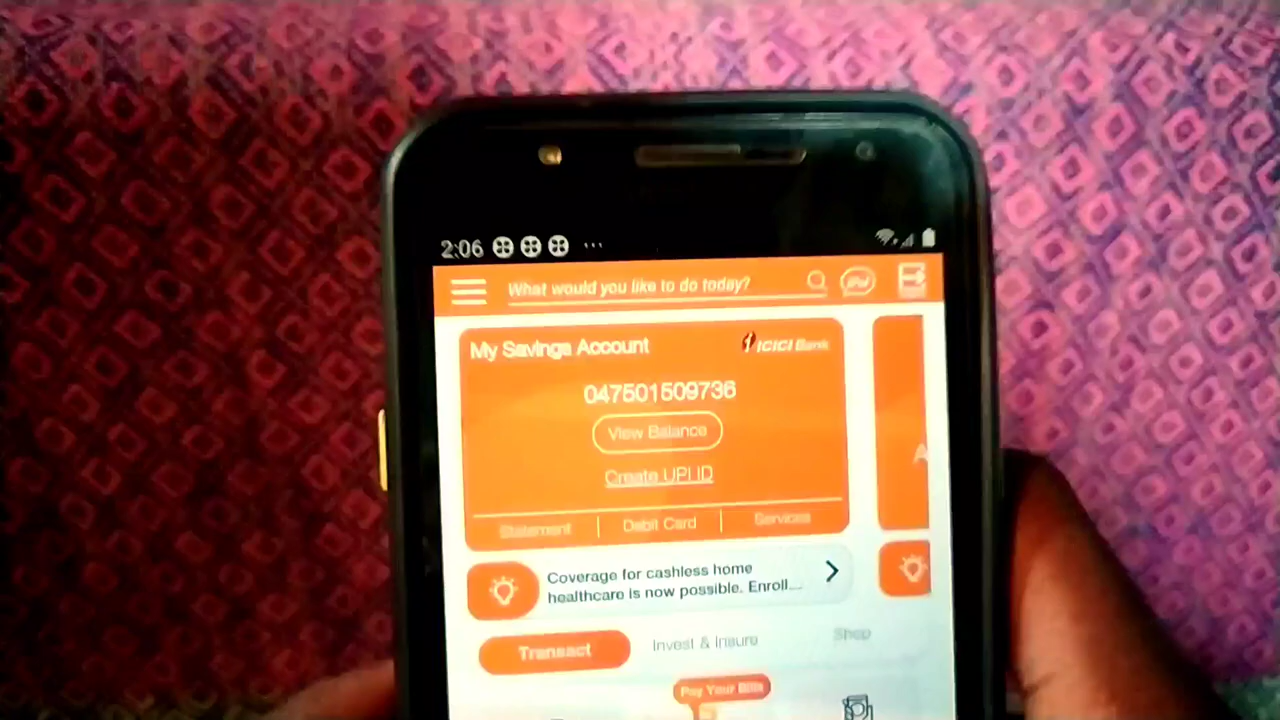 2:06 ...
What would you like to do today?
My Savings Account
ICICI Bank
047501509736
View Balance
Create UPI ID
Statement
Debit Card
Services
Coverage for cashless home
healthcare is now possible. Enroll...
Transact
Invest & Insure
Shop
Pay Your Bills